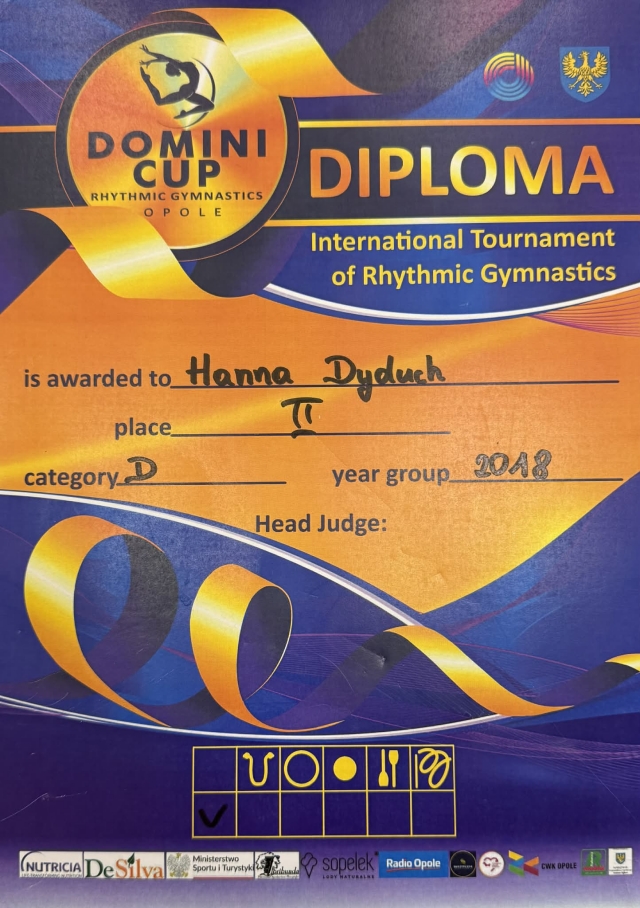 DOMINI
CUP
RHYTHMIC GYMNASTICS
OPOLE
DIPLOMA
International Tournament
of Rhythmic Gymnastics
is awarded to Hanna Dyduch
place II
category D year group 2018
Head Judge:
NUTRICIA DeSilva Ministerstwo Sportu i Turystyki sopelek Radio Opole CWK OPOLE